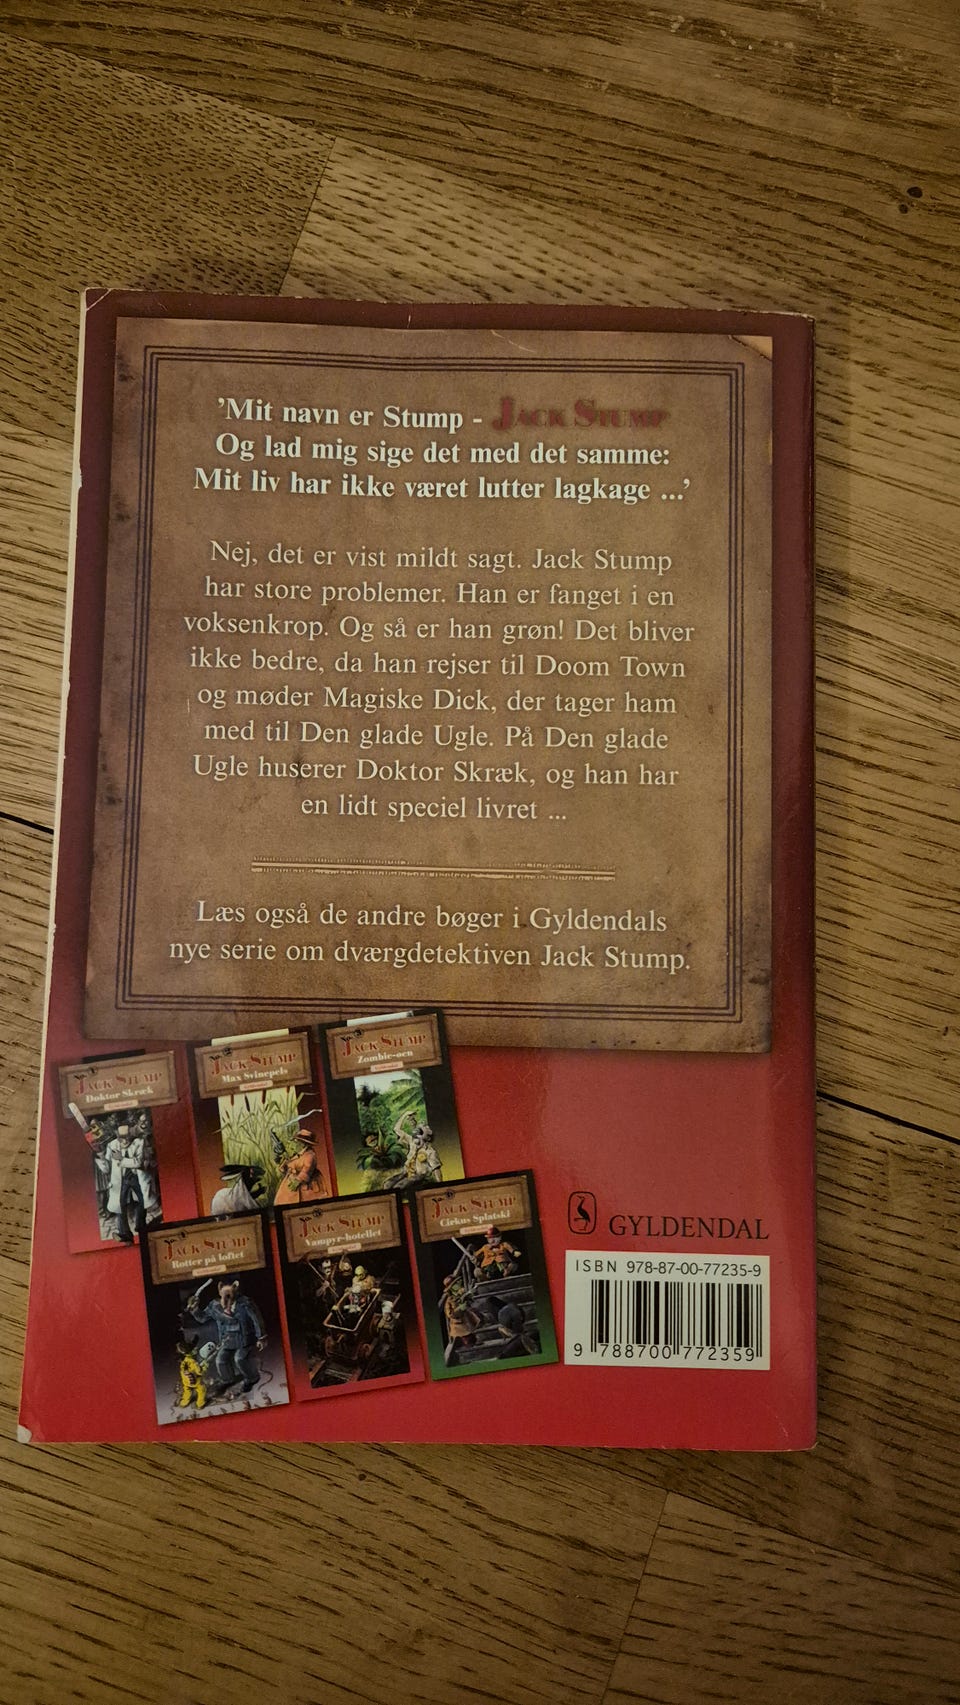 ’Mit navn er Stump - JACK STUMP
Og lad mig sige det med det samme:
Mit liv har ikke været lutter lagkage ...’
Nej, det er vist mildt sagt. Jack Stump
har store problemer. Han er fanget i en
voksenkrop. Og så er han grøn! Det bliver
ikke bedre, da han rejser til Doom Town
og møder Magiske Dick, der tager ham
med til Den glade Ugle. På Den glade
Ugle huserer Doktor Skræk, og han har
en lidt speciel livret ...
Læs også de andre bøger i Gyldendals
nye serie om dværgdetektiven Jack Stump.
JACK STUMP
Doktor Skræk
JACK STUMP
Max Svinepels
JACK STUMP
Zombie-øen
JACK STUMP
Rotter på loftet
JACK STUMP
Vampyr-hotellet
JACK STUMP
Cirkus Splatski
GYLDENDAL
ISBN 978-87-00-77235-9
9 788700 772359